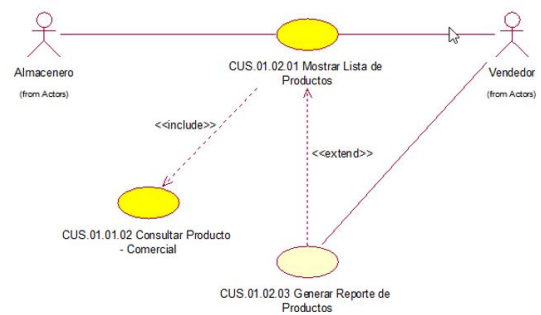 Almacenero
(from Actors)
CUS.01.02.01 Mostrar Lista de
Productos
Vendedor
(from Actors)
<<include>>
<<extend>>
CUS.01.01.02 Consultar Producto
- Comercial
CUS.01.02.03 Generar Reporte de
Productos